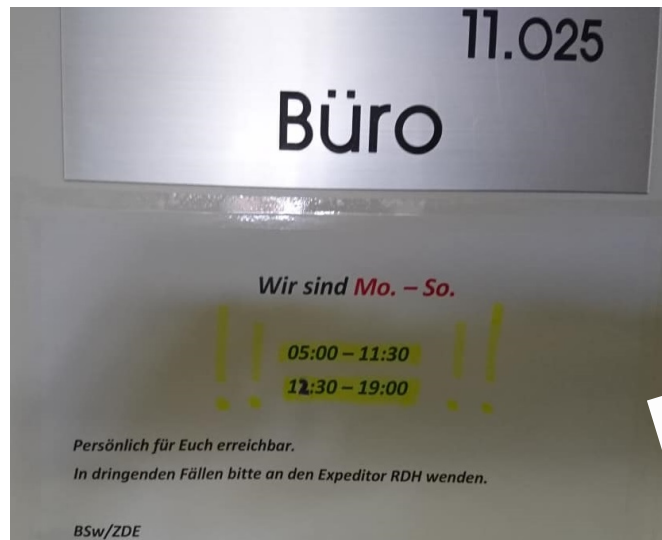 11.025
Büro
Wir sind Mo. – So.
!! 05:00 – 11:30 !!
12:30 – 19:00
Persönlich für Euch erreichbar.
In dringenden Fällen bitte an den Expeditor RDH wenden.
BSw/ZDE